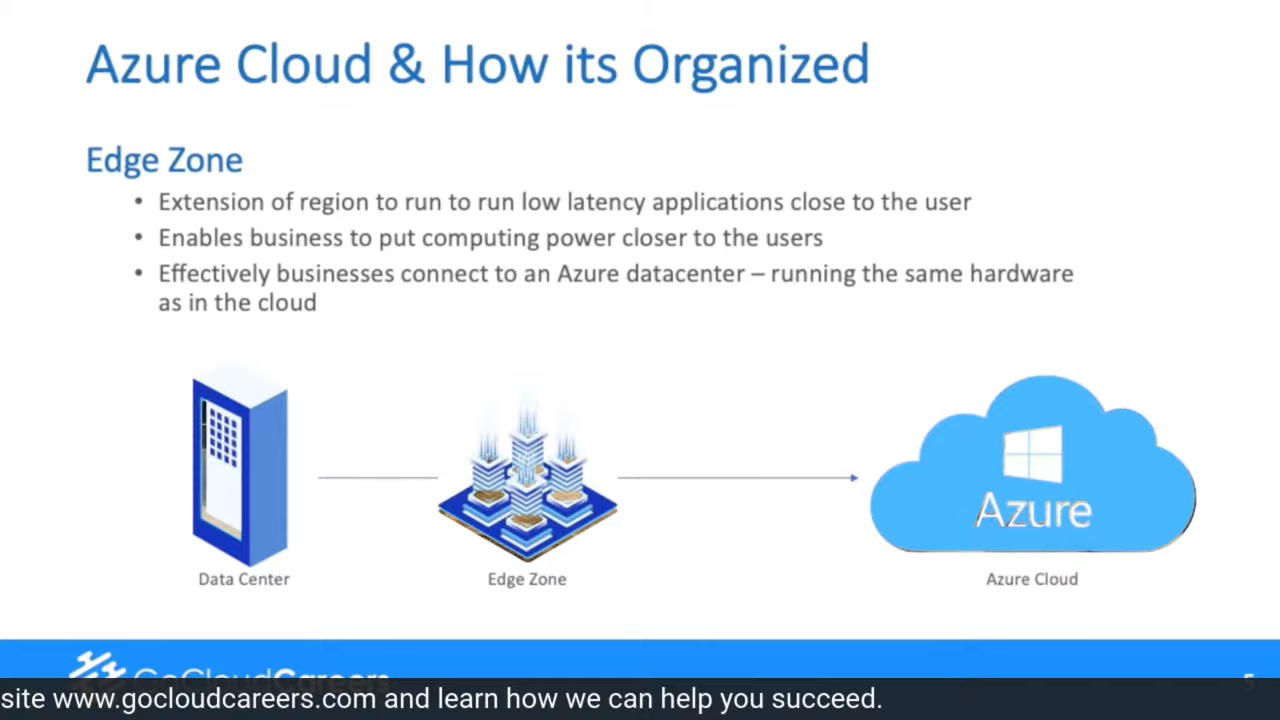 Azure Cloud & How its Organized
Edge Zone
• Extension of region to run to run low latency applications close to the user
• Enables business to put computing power closer to the users
• Effectively businesses connect to an Azure datacenter – running the same hardware
as in the cloud
Azure
Data Center
Edge Zone
Azure Cloud
GoCloudCareers
5
site www.gocloudcareers.com and learn how we can help you succeed.